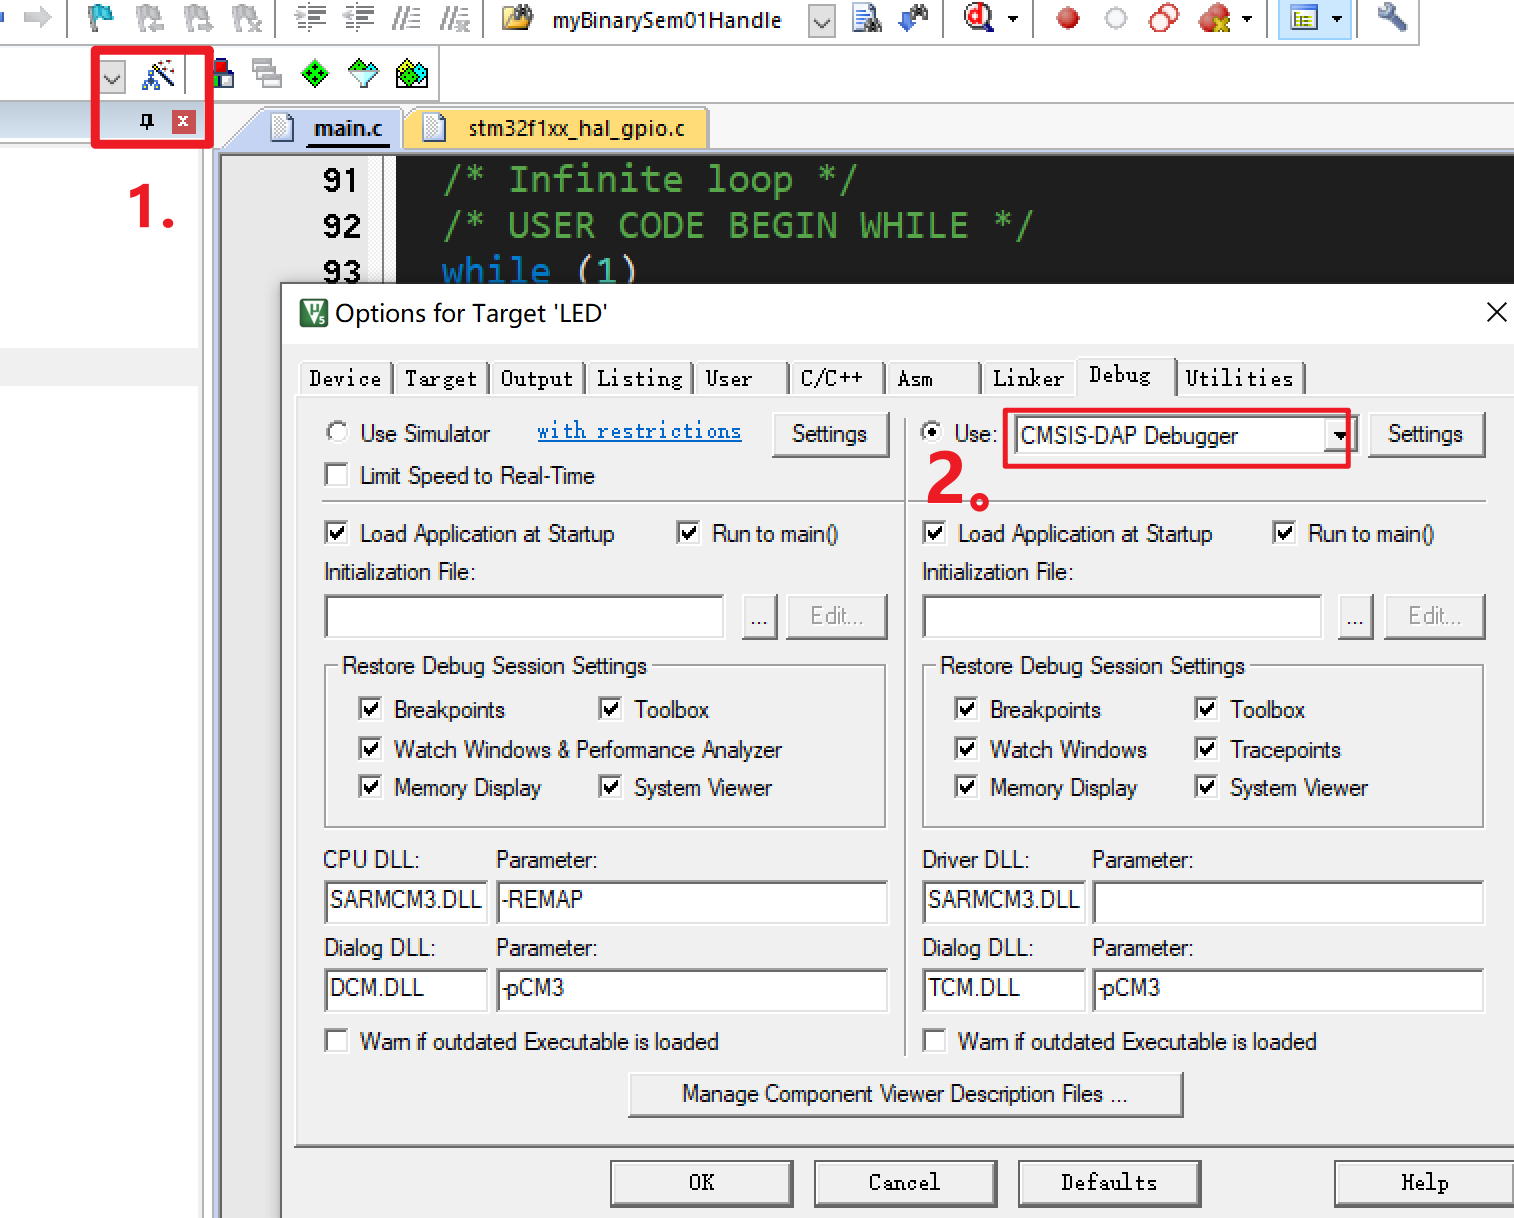 myBinarySem01Handle
main.c
stm32f1xx_hal_gpio.c
1.
91 /* Infinite loop */
92 /* USER CODE BEGIN WHILE */
93 while (1)
Options for Target 'LED'
Device Target Output Listing User C/C++ Asm Linker Debug Utilities
Use Simulator with restrictions Settings
Use: CMSIS-DAP Debugger Settings
Limit Speed to Real-Time
2。
Load Application at Startup Run to main()
Load Application at Startup Run to main()
Initialization File:
Initialization File:
... Edit...
... Edit...
Restore Debug Session Settings
Restore Debug Session Settings
Breakpoints Toolbox
Breakpoints Toolbox
Watch Windows & Performance Analyzer
Watch Windows Tracepoints
Memory Display System Viewer
Memory Display System Viewer
CPU DLL: Parameter:
Driver DLL: Parameter:
SARMCM3.DLL -REMAP
SARMCM3.DLL
Dialog DLL: Parameter:
Dialog DLL: Parameter:
DCM.DLL -pCM3
TCM.DLL -pCM3
Warn if outdated Executable is loaded
Warn if outdated Executable is loaded
Manage Component Viewer Description Files ...
OK Cancel Defaults Help